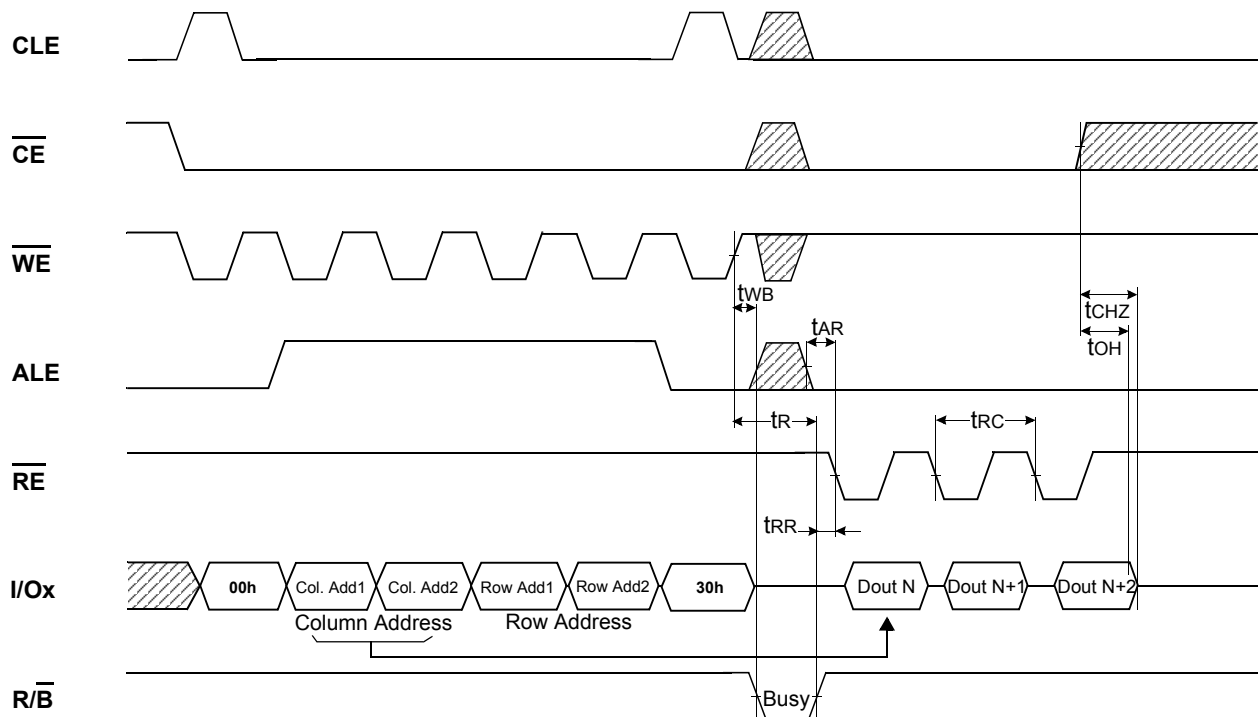 CLE
CE
WE
tWB
tCHZ
tAR
tOH
ALE
tR
tRC
RE
tRR
I/Ox
00h
Col. Add1
Col. Add2
Row Add1
Row Add2
30h
Dout N
Dout N+1
Dout N+2
Column Address
Row Address
R/B
Busy